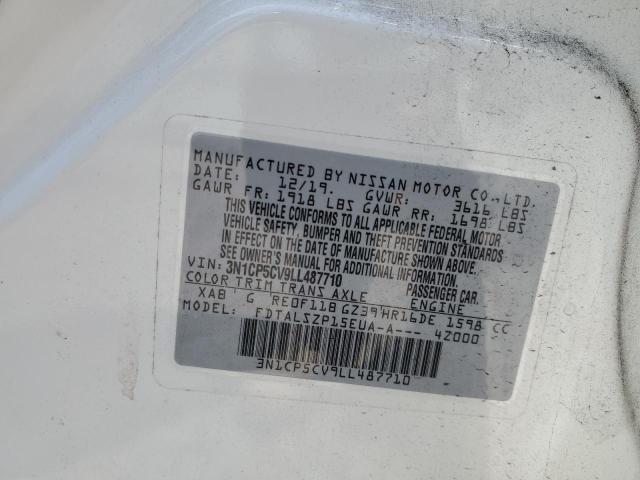 MANUFACTURED BY NISSAN MOTOR CO.,LTD.
DATE: 12/19. GVWR: 3616 LBS
GAWR FR: 1918 LBS GAWR RR: 1698 LBS
THIS VEHICLE CONFORMS TO ALL APPLICABLE FEDERAL MOTOR
VEHICLE SAFETY, BUMPER AND THEFT PREVENTION STANDARDS
IN EFFECT ON THE DATE OF MANUFACTURE SHOWN ABOVE.
SEE OWNER'S MANUAL FOR ADDITIONAL INFORMATION.
VIN: 3N1CP5CV9LL487710 PASSENGER CAR.
COLOR TRIM TRANS AXLE ENGINE
XAB G RE0F11B GZ39 HR16DE 1598 CC
MODEL: FDTALSZP15EUA-A--- 42000
3N1CP5CV9LL487710